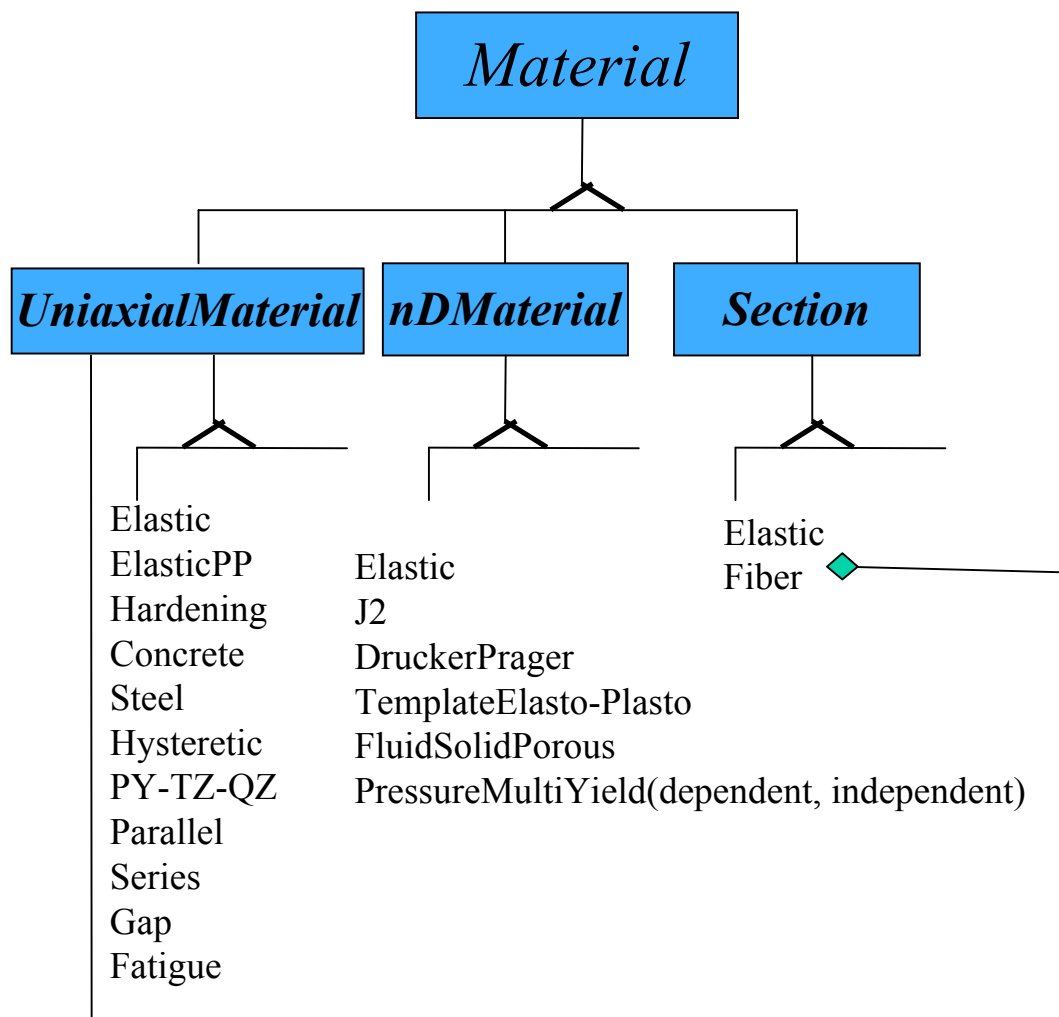 Material
UniaxialMaterial
nDMaterial
Section
Elastic
ElasticPP
Hardening
Concrete
Steel
Hysteretic
PY-TZ-QZ
Parallel
Series
Gap
Fatigue
Elastic
J2
DruckerPrager
TemplateElasto-Plasto
FluidSolidPorous
PressureMultiYield(dependent, independent)
Elastic
Fiber